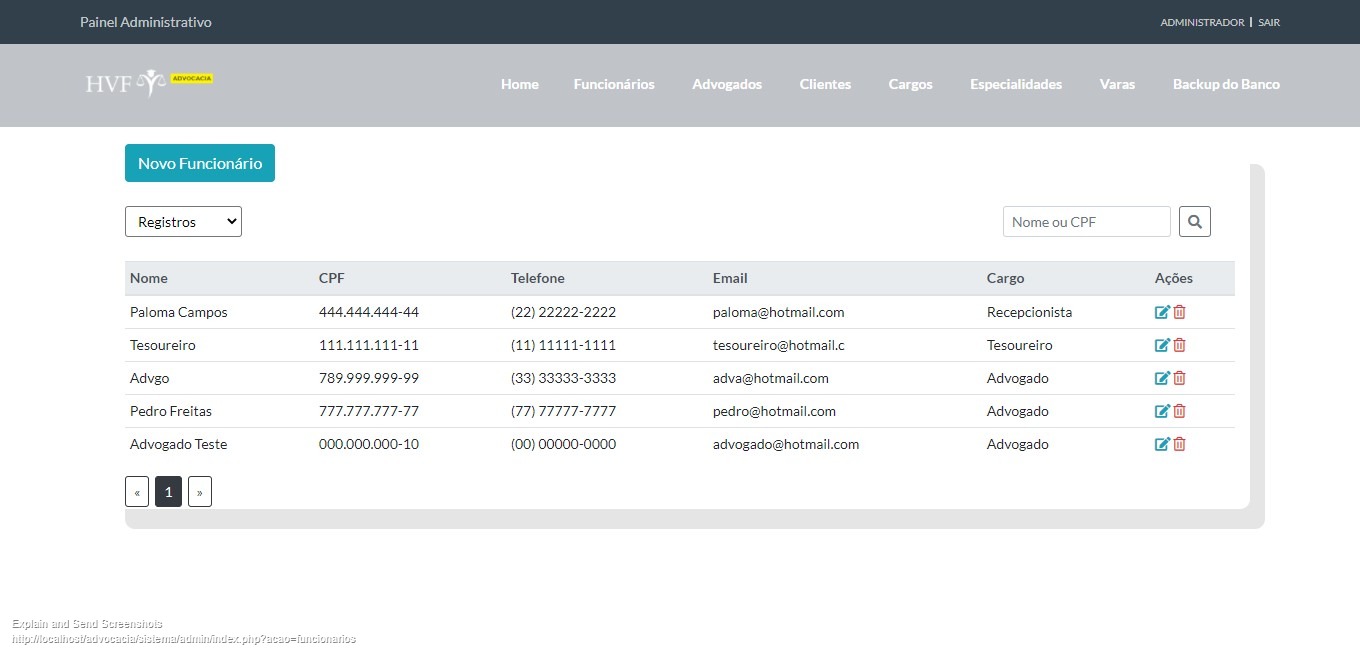 Painel Administrativo
ADMINISTRADOR | SAIR
HVF ADVOCACIA
Home Funcionários Advogados Clientes Cargos Especialidades Varas Backup do Banco
Novo Funcionário
Registros
Nome ou CPF
Nome CPF Telefone Email Cargo Ações
Paloma Campos 444.444.444-44 (22) 22222-2222 paloma@hotmail.com Recepcionista
Tesoureiro 111.111.111-11 (11) 11111-1111 tesoureiro@hotmail.c Tesoureiro
Advgo 789.999.999-99 (33) 33333-3333 adva@hotmail.com Advogado
Pedro Freitas 777.777.777-77 (77) 77777-7777 pedro@hotmail.com Advogado
Advogado Teste 000.000.000-10 (00) 00000-0000 advogado@hotmail.com Advogado
« 1 »
Explain and Send Screenshots
http://localhost/advocacia/sistema/admin/index.php?acao=funcionarios